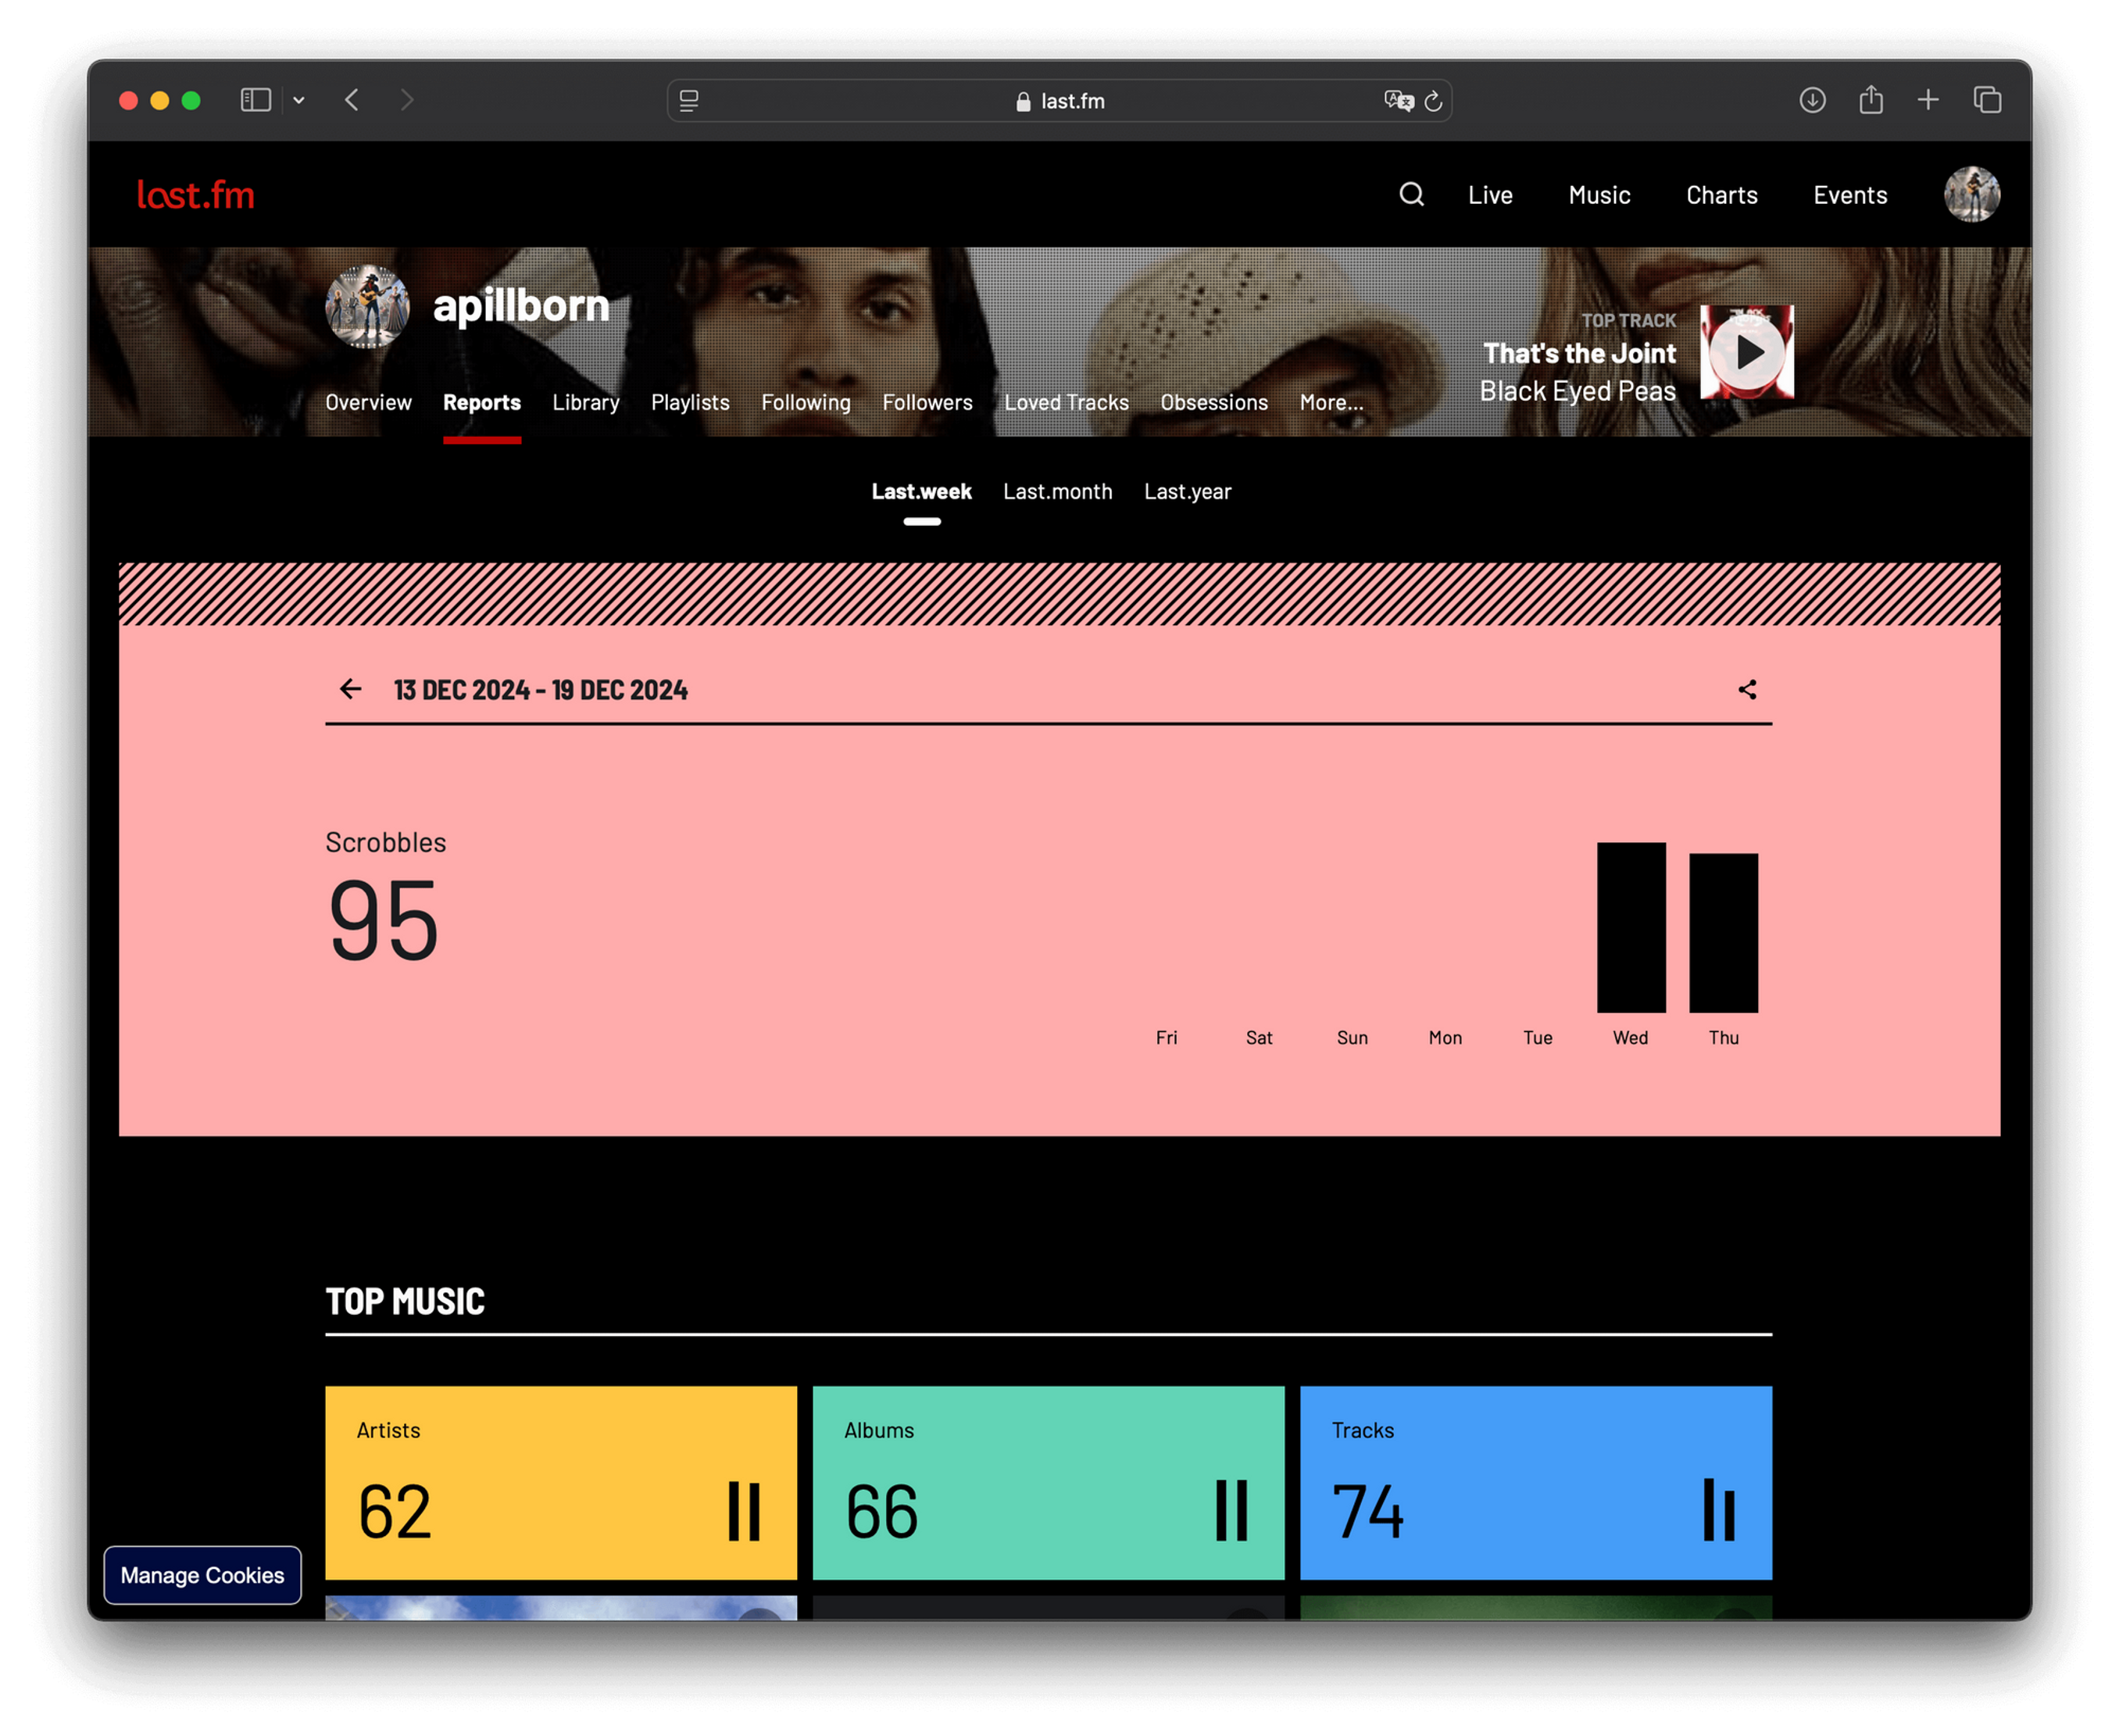 last.fm
last.fm
Live Music Charts Events
apillborn
TOP TRACK
That's the Joint
Black Eyed Peas
Overview Reports Library Playlists Following Followers Loved Tracks Obsessions More...
Last.week Last.month Last.year
13 DEC 2024 - 19 DEC 2024
Scrobbles
95
Fri Sat Sun Mon Tue Wed Thu
TOP MUSIC
Artists
62
Albums
66
Tracks
74
Manage Cookies